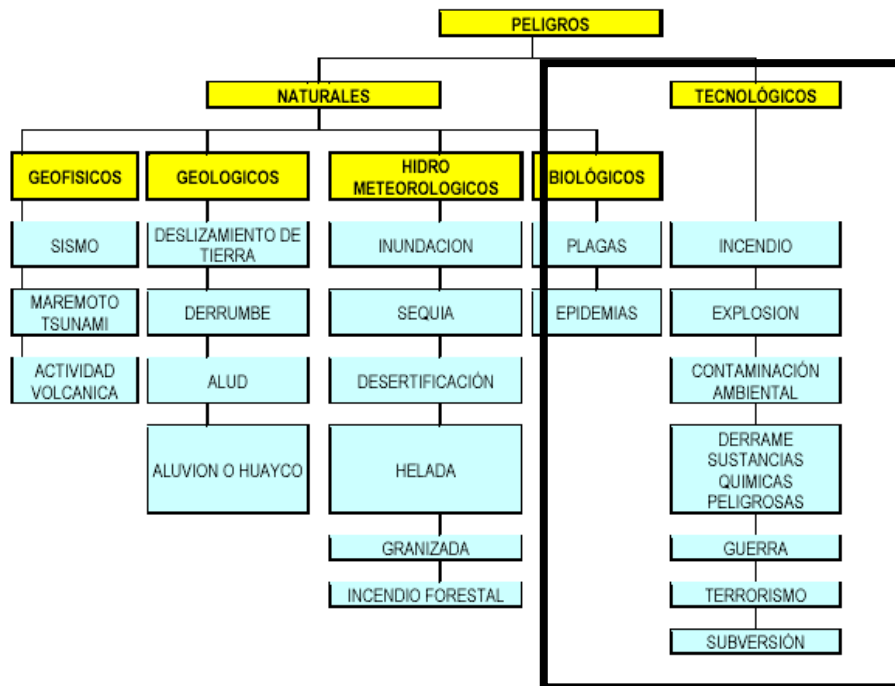 PELIGROS
NATURALES
TECNOLÓGICOS
GEOFISICOS
GEOLOGICOS
HIDRO
METEOROLOGICOS
BIOLÓGICOS
SISMO
MAREMOTO
TSUNAMI
ACTIVIDAD
VOLCANICA
DESLIZAMIENTO DE
TIERRA
DERRUMBE
ALUD
ALUVION O HUAYCO
INUNDACION
SEQUIA
DESERTIFICACIÓN
HELADA
GRANIZADA
INCENDIO FORESTAL
PLAGAS
EPIDEMIAS
INCENDIO
EXPLOSION
CONTAMINACIÓN
AMBIENTAL
DERRAME
SUSTANCIAS
QUIMICAS
PELIGROSAS
GUERRA
TERRORISMO
SUBVERSIÓN